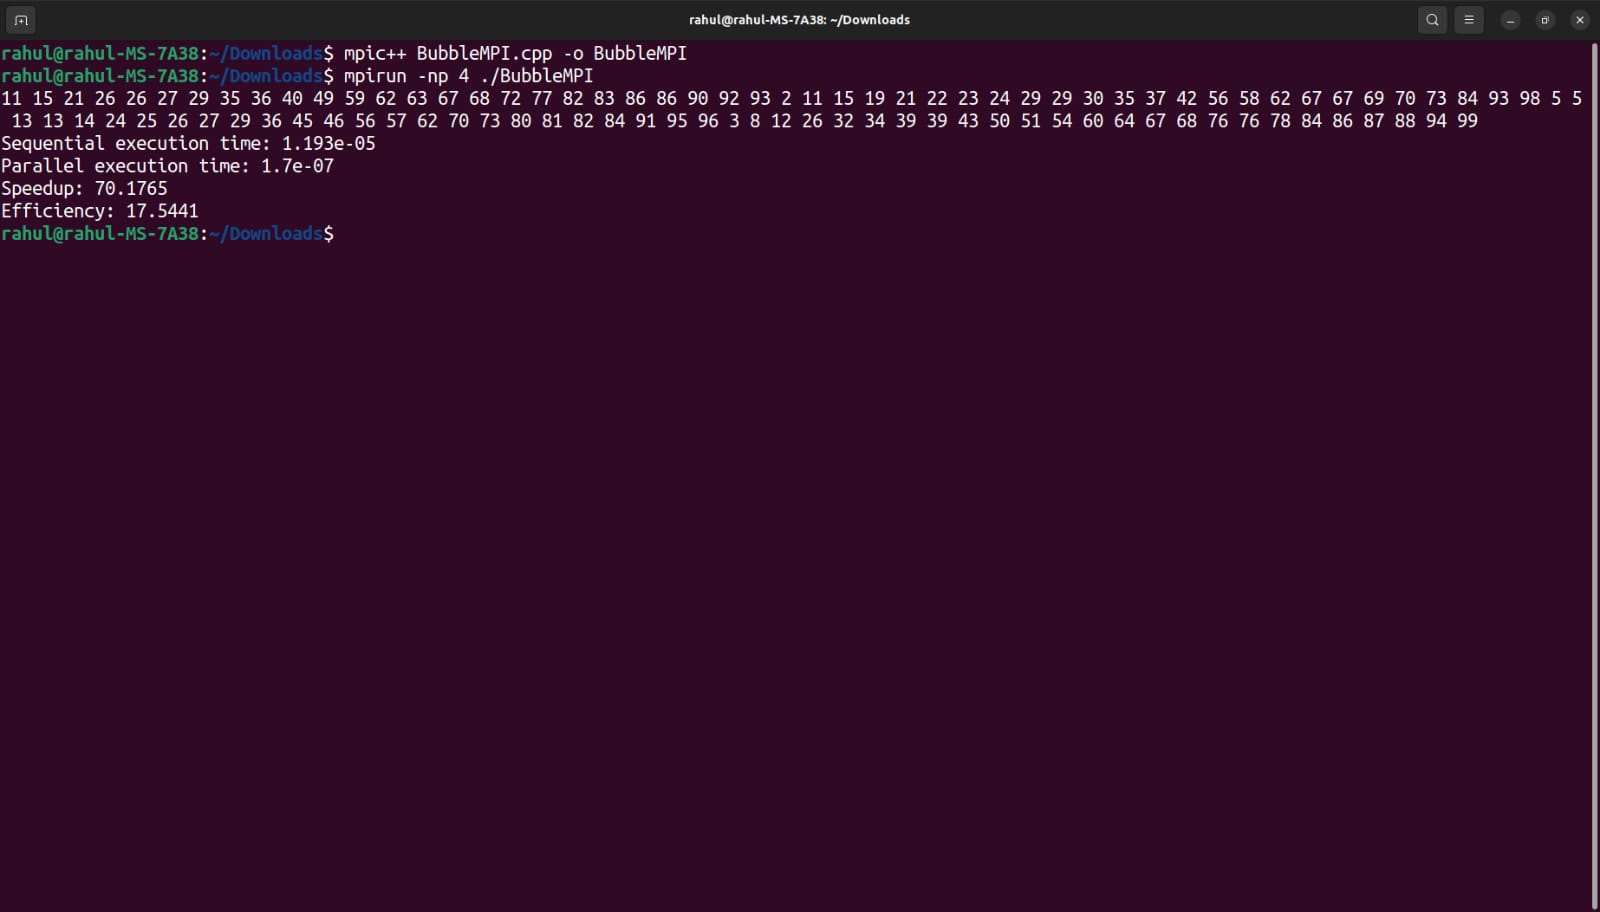 rahul@rahul-MS-7A38: ~/Downloads
rahul@rahul-MS-7A38:~/Downloads$ mpic++ BubbleMPI.cpp -o BubbleMPI
rahul@rahul-MS-7A38:~/Downloads$ mpirun -np 4 ./BubbleMPI
11 15 21 26 26 27 29 35 36 40 49 59 62 63 67 68 72 77 82 83 86 86 90 92 93 2 11 15 19 21 22 23 24 29 29 30 35 37 42 56 58 62 67 67 69 70 73 84 93 98 5 5
13 13 14 24 25 26 27 29 36 45 46 56 57 62 70 73 80 81 82 84 91 95 96 3 8 12 26 32 34 39 39 43 50 51 54 60 64 67 68 76 76 78 84 86 87 88 94 99
Sequential execution time: 1.193e-05
Parallel execution time: 1.7e-07
Speedup: 70.1765
Efficiency: 17.5441
rahul@rahul-MS-7A38:~/Downloads$